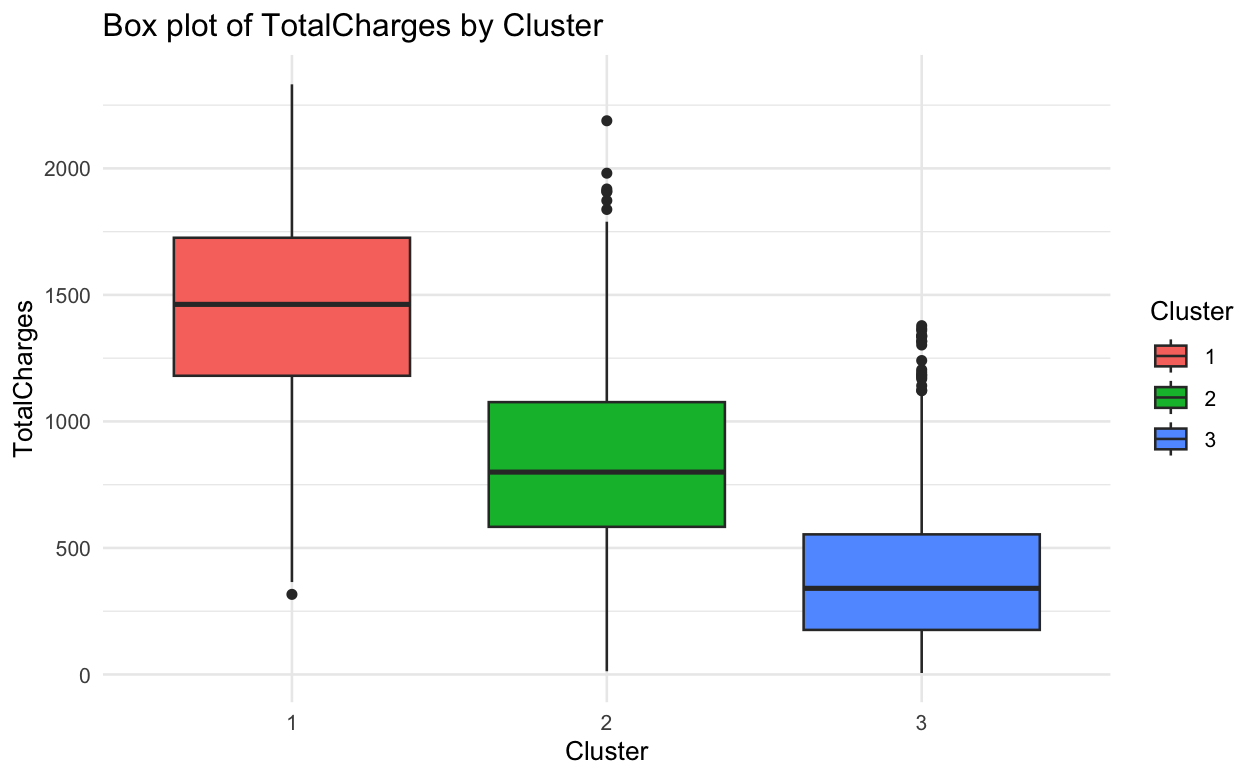 Box plot of TotalCharges by Cluster
TotalCharges
2000
1500
1000
500
0
1 2 3
Cluster
Cluster
1
2
3